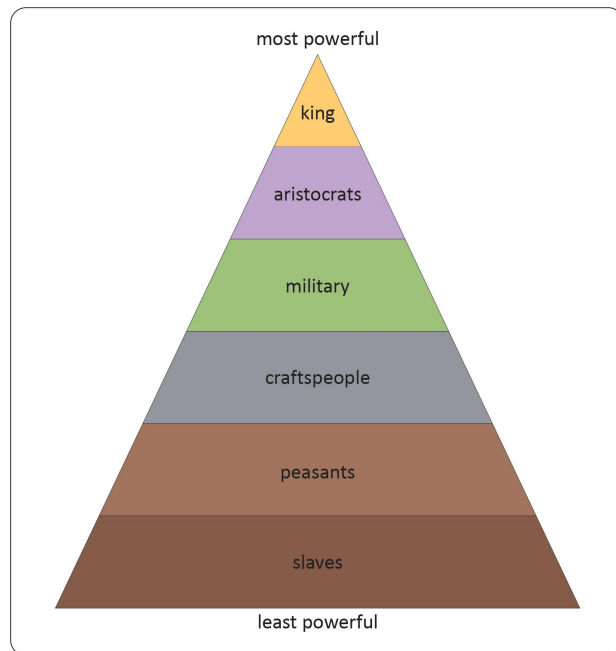 most powerful
king
aristocrats
military
craftspeople
peasants
slaves
least powerful